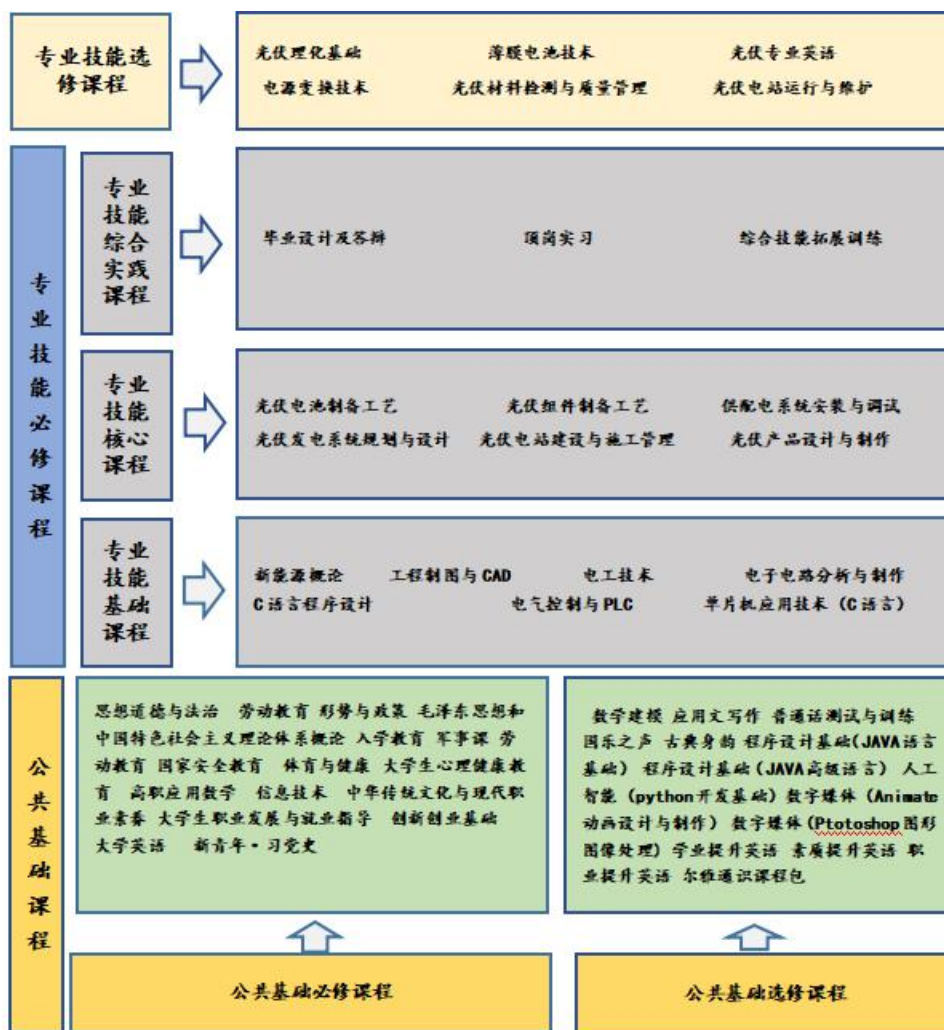 专业技能选
修课程
光伏理化基础 薄膜电池技术 光伏专业英语
电源变换技术 光伏材料检测与质量管理 光伏电站运行与维护
专业技能必修课程
专业
技能
综合
实践
课程
毕业设计及答辩 顶岗实习 综合技能拓展训练
专业
技能
核心
课程
光伏电池制备工艺 光伏组件制备工艺 供配电系统安装与调试
光伏发电系统规划与设计 光伏电站建设与施工管理 光伏产品设计与制作
专业
技能
基础
课程
新能源概论 工程制图与CAD 电工技术 电子电路分析与制作
C语言程序设计 电气控制与PLC 单片机应用技术（C语言）
公共基础课程
思想道德与法治 劳动教育 形势与政策 毛泽东思想和
中国特色社会主义理论体系概论 入学教育 军事课 劳
动教育 国家安全教育 体育与健康 大学生心理健康教
育 高职应用数学 信息技术 中华传统文化与现代职
业素养 大学生职业发展与就业指导 创新创业基础
大学英语 新青年·习党史
数学建模 应用文写作 普通话测试与训练
国乐之声 古典身韵 程序设计基础(JAVA语言
基础) 程序设计基础(JAVA高级语言) 人工
智能 (python开发基础) 数字媒体 (Animate
动画设计与制作) 数字媒体(Ptotoshop图形
图像处理) 学业提升英语 素质提升英语 职
业提升英语 尔雅通识课程包
公共基础必修课程
公共基础选修课程